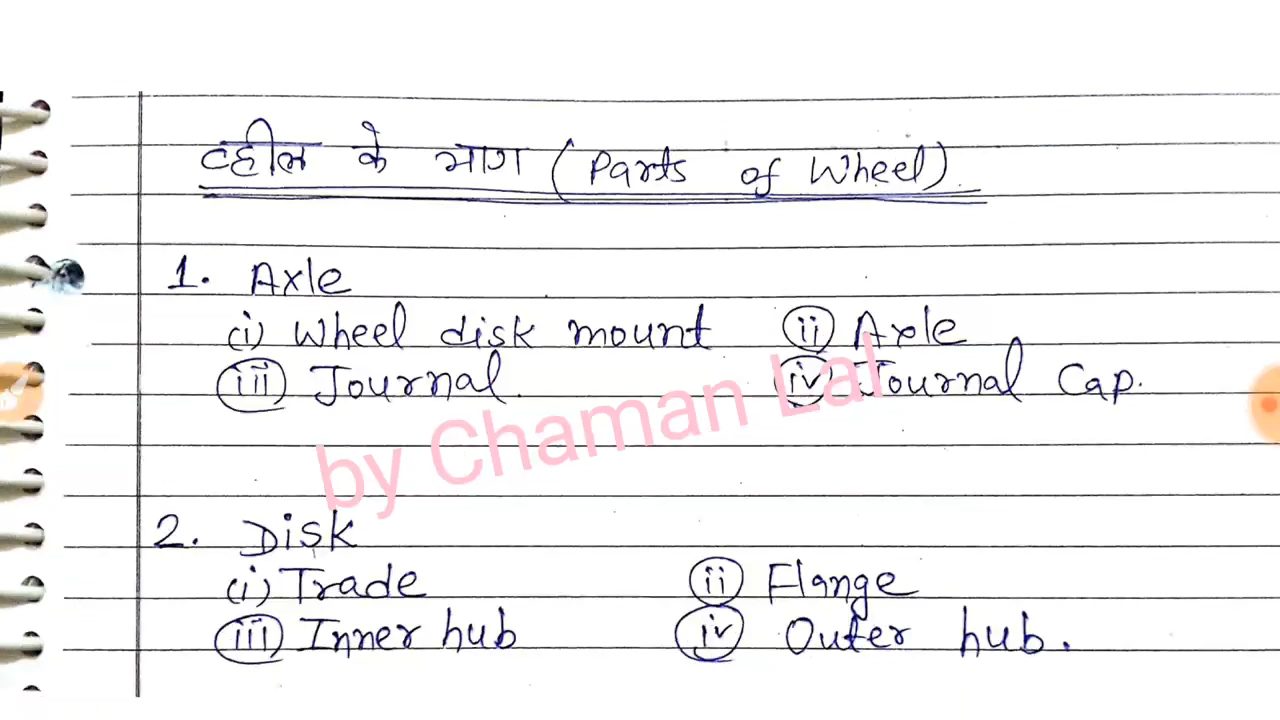 व्हील के भाग (Parts of Wheel)
1. Axle
(i) Wheel disk mount (ii) Axle
(iii) Journal. (iv) Journal Cap.
by Chaman Lal
2. Disk
(i) Trade (ii) Flange
(iii) Inner hub (iv) Outer hub.